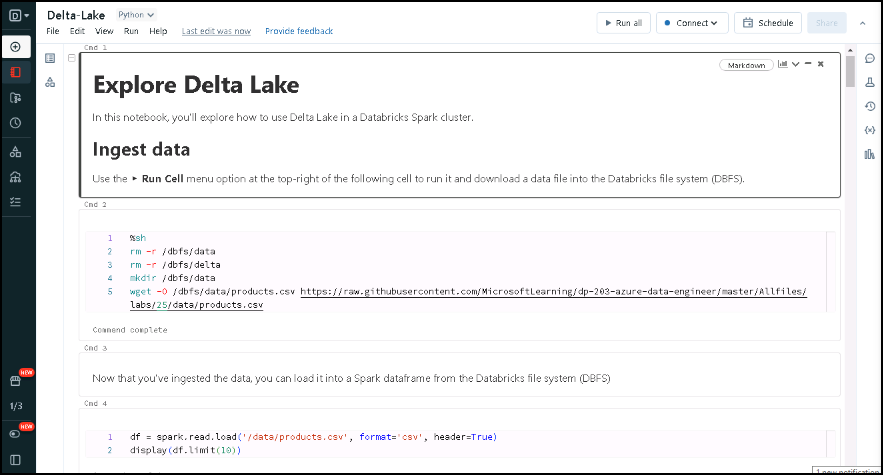 Delta-Lake Python
File Edit View Run Help Last edit was now Provide feedback
Run all
Connect
Schedule
Share
Cmd 1
Markdown
Explore Delta Lake
In this notebook, you'll explore how to use Delta Lake in a Databricks Spark cluster.
Ingest data
Use the ▸ Run Cell menu option at the top-right of the following cell to run it and download a data file into the Databricks file system (DBFS).
Cmd 2
1 %sh
2 rm -r /dbfs/data
3 rm -r /dbfs/delta
4 mkdir /dbfs/data
5 wget -O /dbfs/data/products.csv https://raw.githubusercontent.com/MicrosoftLearning/dp-203-azure-data-engineer/master/Allfiles/
labs/25/data/products.csv
Command complete
Cmd 3
Now that you've ingested the data, you can load it into a Spark dataframe from the Databricks file system (DBFS)
Cmd 4
1 df = spark.read.load('/data/products.csv', format='csv', header=True)
2 display(df.limit(10))
D
NEW
1/3
NEW
1 new notification